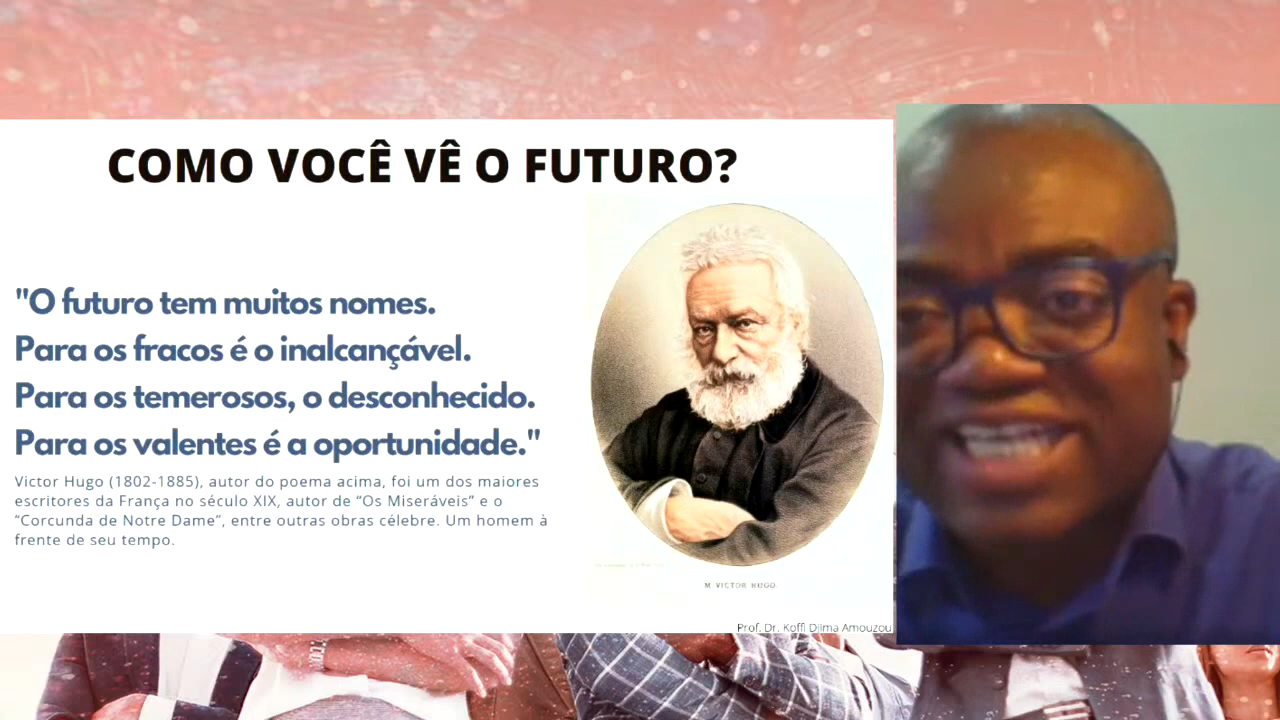 COMO VOCÊ VÊ O FUTURO?
"O futuro tem muitos nomes.
Para os fracos é o inalcançável.
Para os temerosos, o desconhecido.
Para os valentes é a oportunidade."
Victor Hugo (1802-1885), autor do poema acima, foi um dos maiores
escritores da França no século XIX, autor de “Os Miseráveis” e o
“Corcunda de Notre Dame”, entre outras obras célebre. Um homem à
frente de seu tempo.
M. VICTOR HUGO.
Prof. Dr. Koffi Djima Amouzou